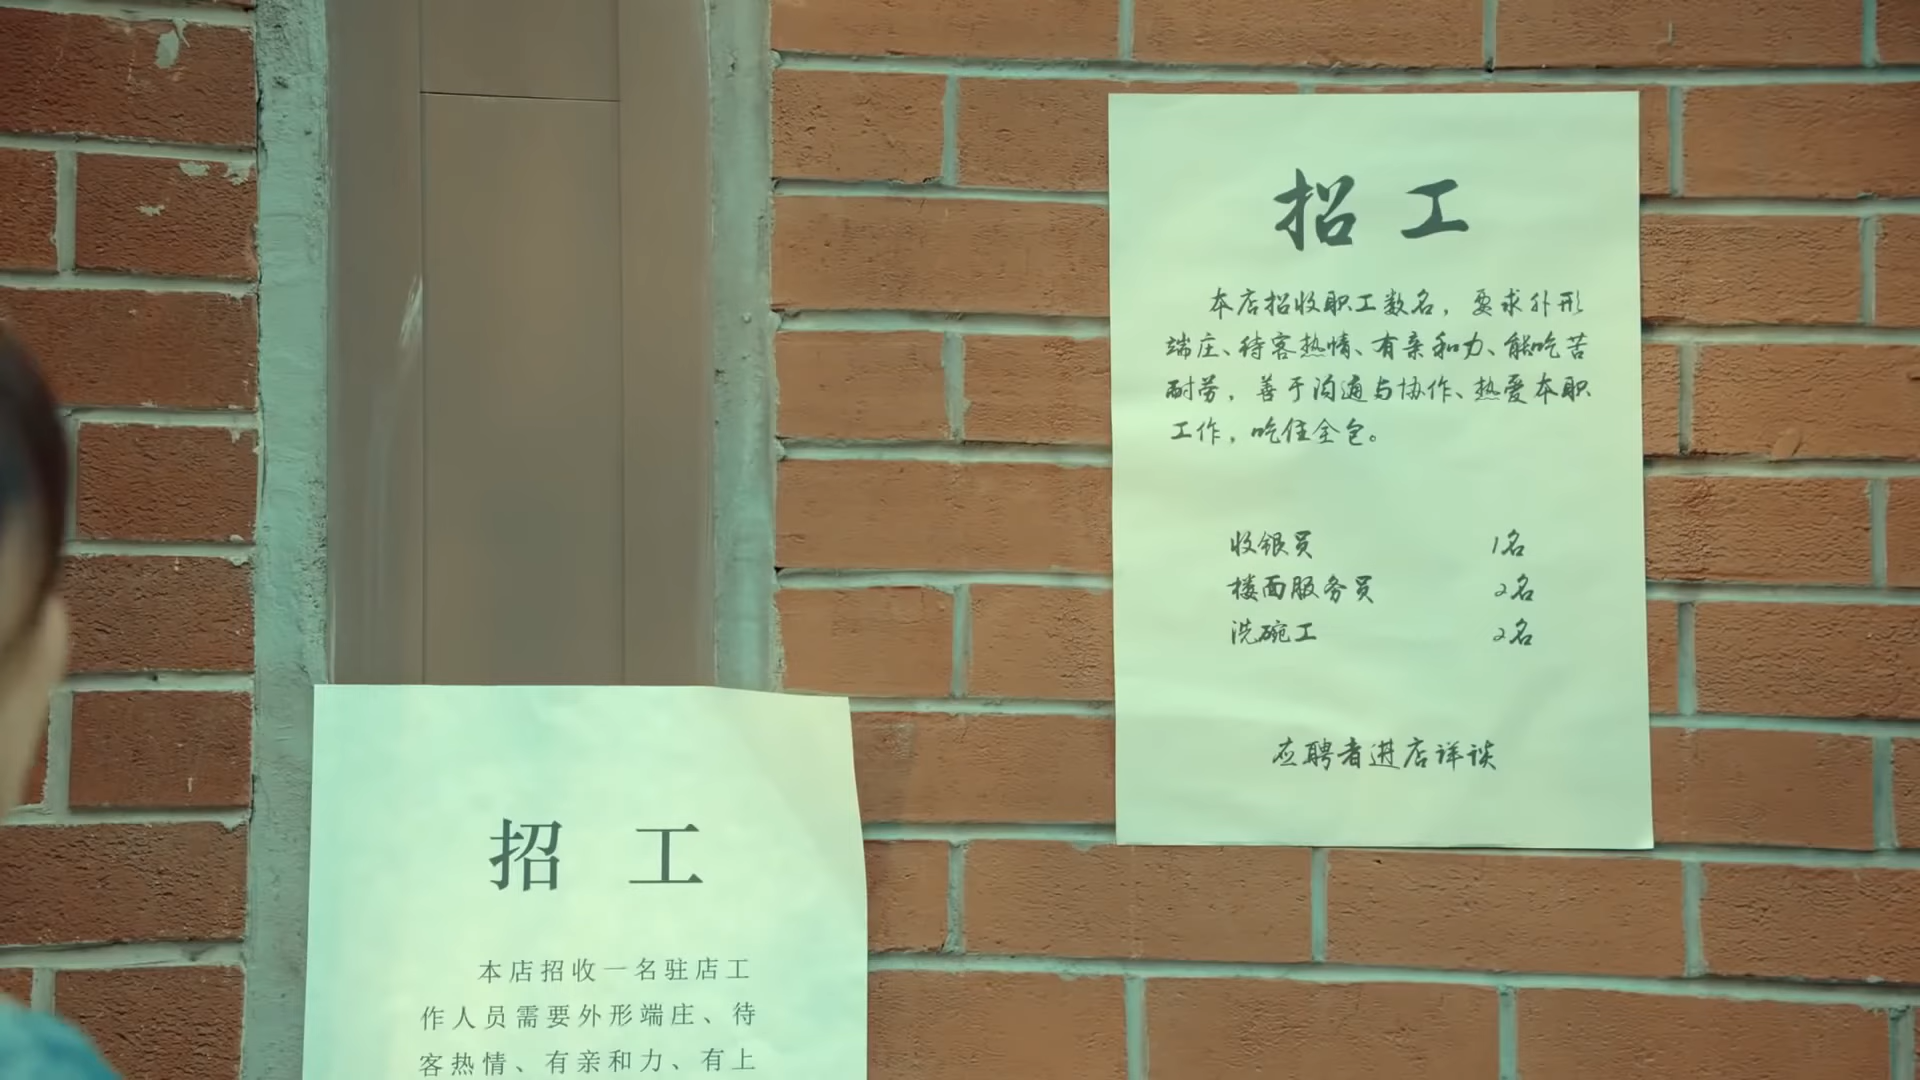 招工
本店招收职工数名，要求外形
端庄、待客热情、有亲和力、能吃苦
耐劳，善于沟通与协作、热爱本职
工作，吃住全包。
收银员 1名
楼面服务员 2名
洗碗工 2名
应聘者进店详谈
招工
本店招收一名驻店工
作人员需要外形端庄、待
客热情、有亲和力、有上